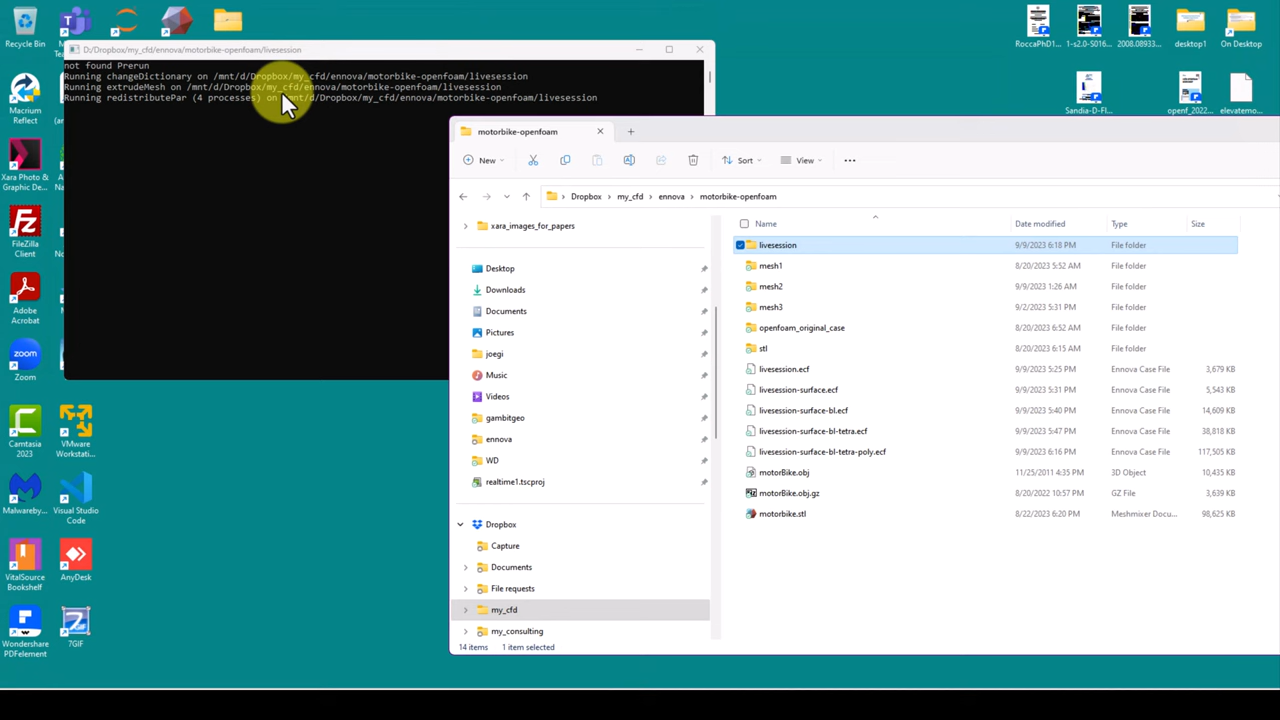 Recycle Bin
Macrium
Reflect
Xara Photo &
Graphic De...
FileZilla
Client
Adobe
Acrobat
Zoom
Camtasia
2023
VMware
Workstati...
Malwareby...
Visual Studio
Code
VitalSource
Bookshelf
AnyDesk
Wondershare
PDFelement
7GIF
D:/Dropbox/my_cfd/ennova/motorbike-openfoam/livesession
not found Prerun
Running changeDictionary on /mnt/d/Dropbox/my_cfd/ennova/motorbike-openfoam/livesession
Running extrudeMesh on /mnt/d/Dropbox/my_cfd/ennova/motorbike-openfoam/livesession
Running redistributePar (4 processes) on /mnt/d/Dropbox/my_cfd/ennova/motorbike-openfoam/livesession
RoccaPhD1...
1-s2.0-S016...
2008.08933...
desktop1
On Desktop
Sandia-D-Fl...
openf_2022...
elevatemo...
motorbike-openfoam
New
Sort
View
Dropbox > my_cfd > ennova > motorbike-openfoam
xara_images_for_papers
Desktop
Downloads
Documents
Pictures
joegi
Music
Videos
gambitgeo
ennova
WD
realtime1.tscproj
Dropbox
Capture
Documents
File requests
my_cfd
my_consulting
Name Date modified Type Size
livesession 9/9/2023 6:18 PM File folder
mesh1 8/20/2023 5:52 AM File folder
mesh2 9/9/2023 1:26 AM File folder
mesh3 9/2/2023 5:31 PM File folder
openfoam_original_case 8/20/2023 6:52 AM File folder
stl 8/20/2023 6:15 AM File folder
livesession.ecf 9/9/2023 5:25 PM Ennova Case File 3,679 KB
livesession-surface.ecf 9/9/2023 5:31 PM Ennova Case File 5,543 KB
livesession-surface-bl.ecf 9/9/2023 5:40 PM Ennova Case File 14,609 KB
livesession-surface-bl-tetra.ecf 9/9/2023 5:47 PM Ennova Case File 38,818 KB
livesession-surface-bl-tetra-poly.ecf 9/9/2023 6:16 PM Ennova Case File 117,505 KB
motorBike.obj 11/25/2011 4:35 PM 3D Object 10,435 KB
motorBike.obj.gz 8/20/2022 10:57 PM GZ File 3,639 KB
motorbike.stl 8/22/2023 6:20 PM Meshmixer Docu... 98,625 KB
14 items 1 item selected